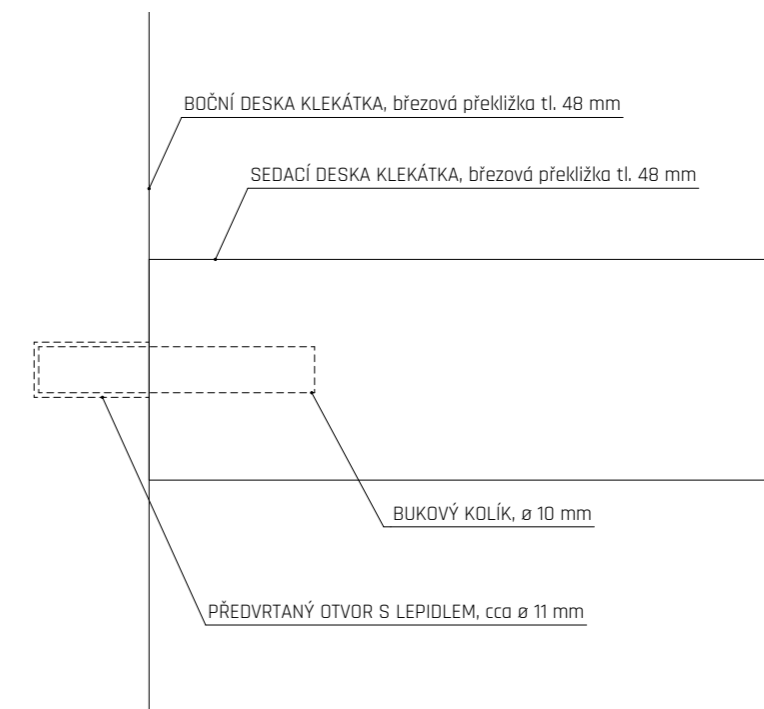 BOČNÍ DESKA KLEKÁTKA, březová překližka tl. 48 mm
SEDACÍ DESKA KLEKÁTKA, březová překližka tl. 48 mm
BUKOVÝ KOLÍK, ø 10 mm
PŘEDVRTANÝ OTVOR S LEPIDLEM, cca ø 11 mm